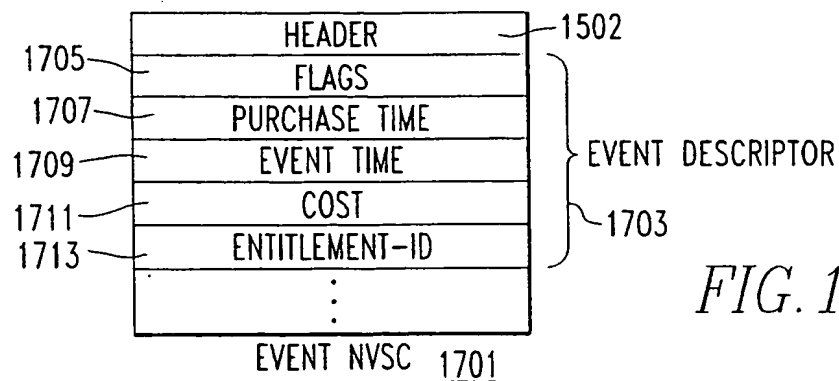 HEADER 1502
1705 FLAGS
1707 PURCHASE TIME
1709 EVENT TIME EVENT DESCRIPTOR
1711 COST 1703
1713 ENTITLEMENT-ID
FIG. 1
EVENT NVSC 1701